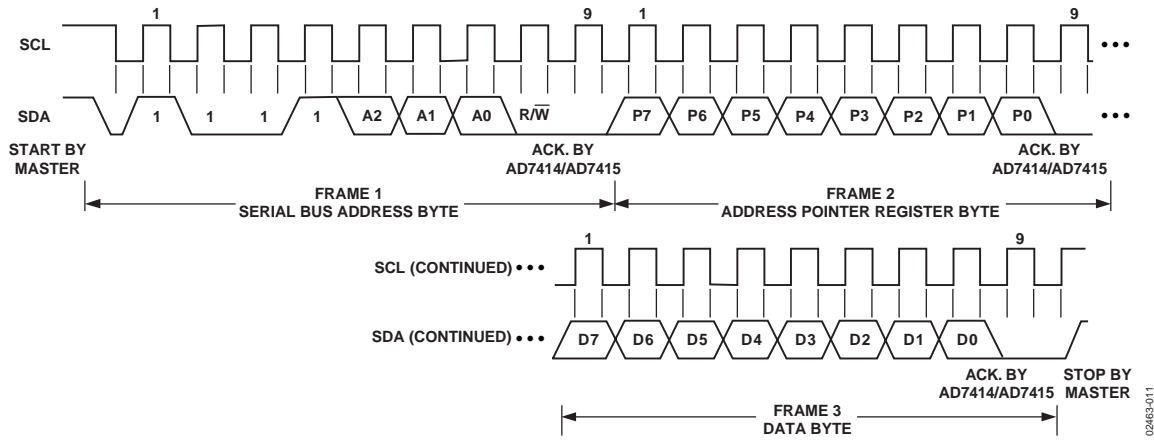 1 9 1 9
SCL
SDA 1 1 1 1 A2 A1 A0 R/W̅ P7 P6 P5 P4 P3 P2 P1 P0
START BY MASTER
ACK. BY AD7414/AD7415
ACK. BY AD7414/AD7415
FRAME 1
SERIAL BUS ADDRESS BYTE
FRAME 2
ADDRESS POINTER REGISTER BYTE
1 9
SCL (CONTINUED)
SDA (CONTINUED) D7 D6 D5 D4 D3 D2 D1 D0
ACK. BY AD7414/AD7415
STOP BY MASTER
FRAME 3
DATA BYTE
02463-011